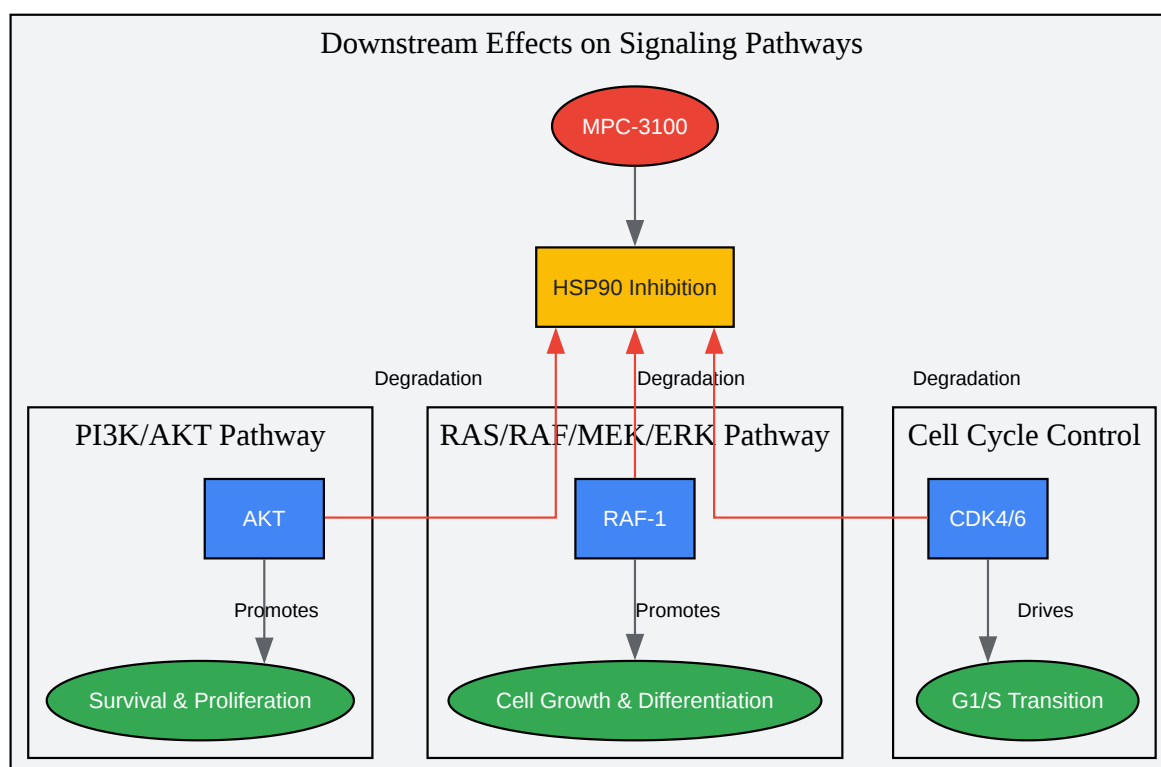 Downstream Effects on Signaling Pathways
MPC-3100
HSP90 Inhibition
Degradation
Degradation
Degradation
PI3K/AKT Pathway
RAS/RAF/MEK/ERK Pathway
Cell Cycle Control
AKT
RAF-1
CDK4/6
Promotes
Promotes
Drives
Survival & Proliferation
Cell Growth & Differentiation
G1/S Transition